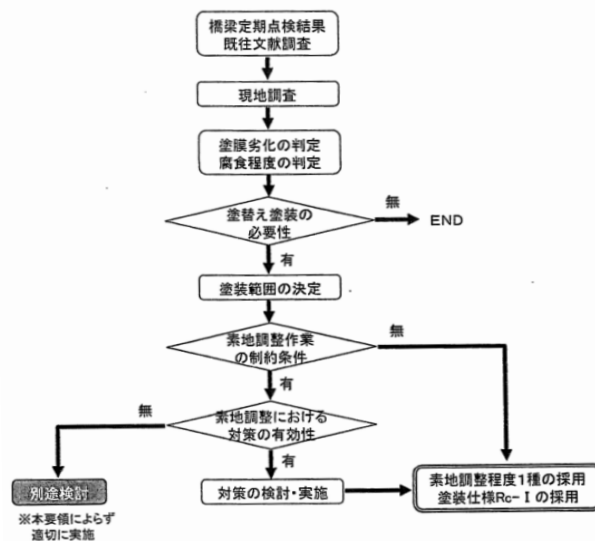 橋梁定期点検結果
既往文献調査
現地調査
塗膜劣化の判定
腐食程度の判定
塗替え塗装の
必要性
無
END
有
塗装範囲の決定
素地調整作業
の制約条件
無
有
素地調整における
対策の有効性
無
有
別途検討
※本要領によらず
適切に実施
対策の検討・実施
素地調整程度1種の採用
塗装仕様Rc-Ⅰの採用